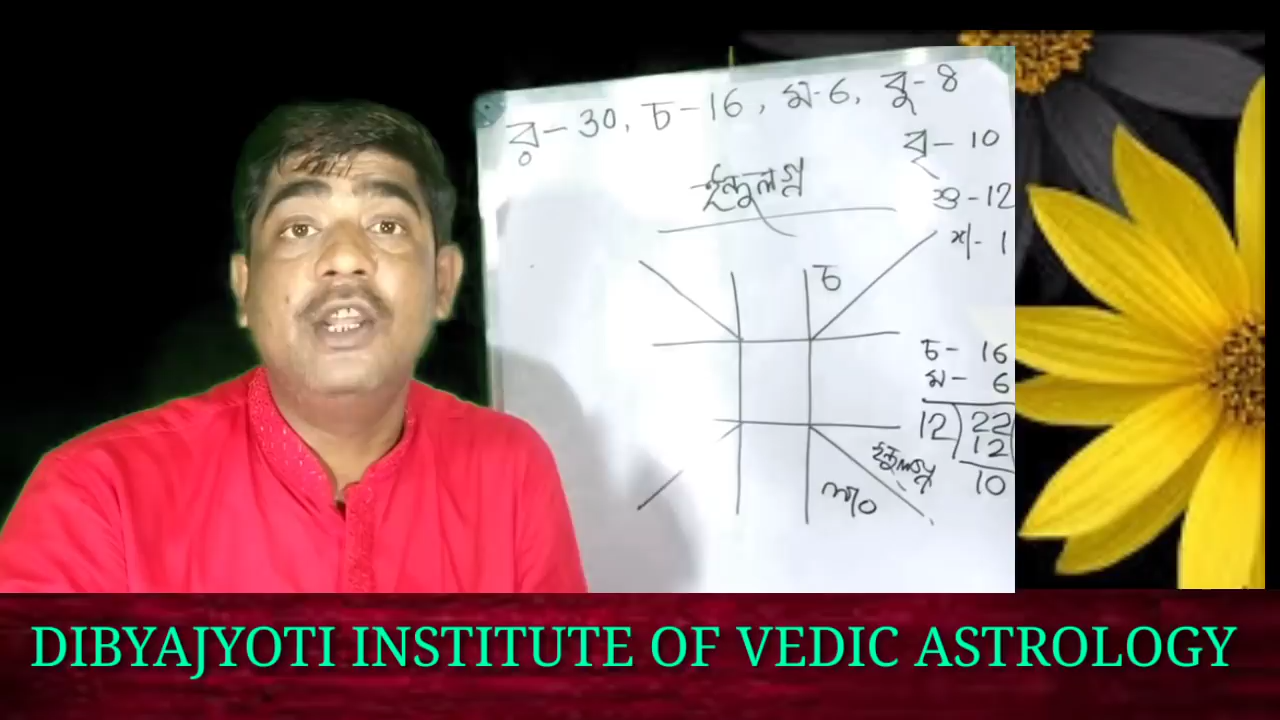 র – 30, চ – 16, ম - 6, বু - 8
বৃ – 10
ইন্দুলগ্ন
শু - 12
শ - 1
চ
চ - 16
ম - 6
12 ) 22
12
ইন্দুলগ্ন
10
DIBYAJYOTI INSTITUTE OF VEDIC ASTROLOGY